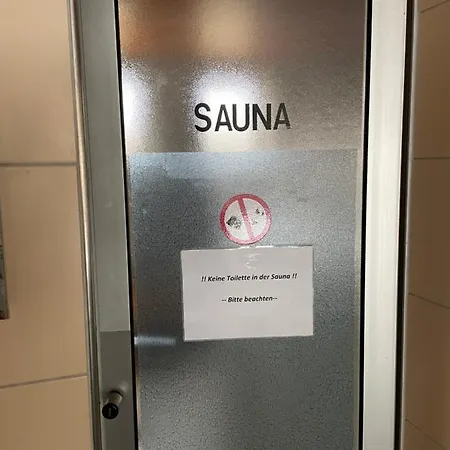 SAUNA
!! Keine Toilette in der Sauna !!
-- Bitte beachten--